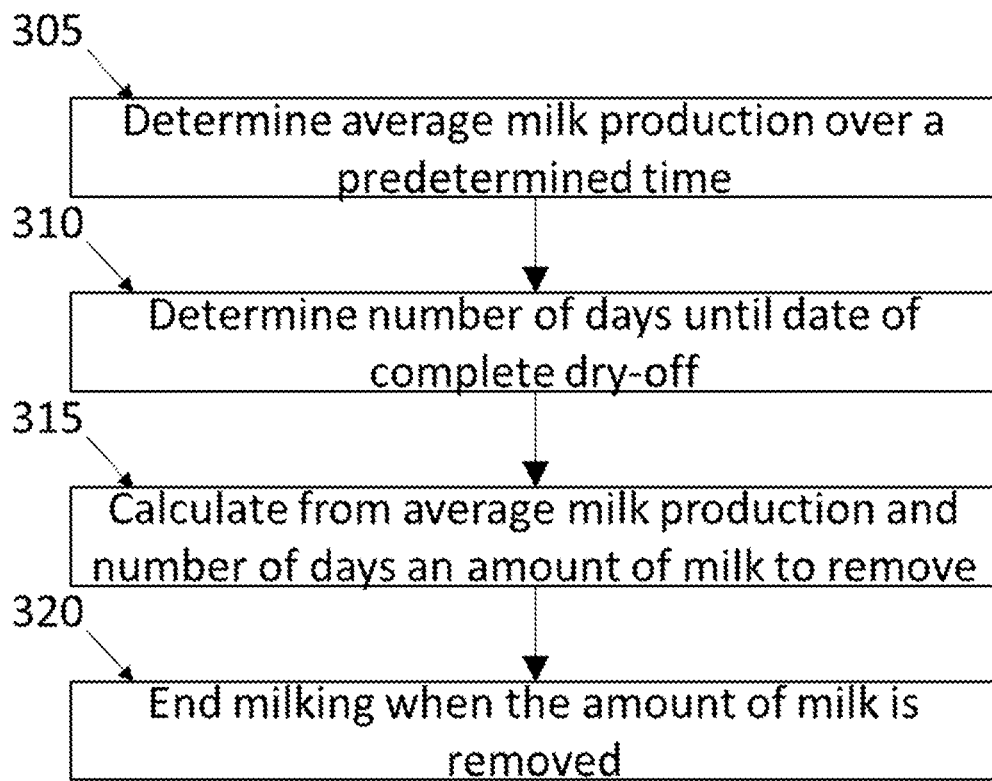 305
Determine average milk production over a
predetermined time
310
Determine number of days until date of
complete dry-off
315
Calculate from average milk production and
number of days an amount of milk to remove
320
End milking when the amount of milk is
removed